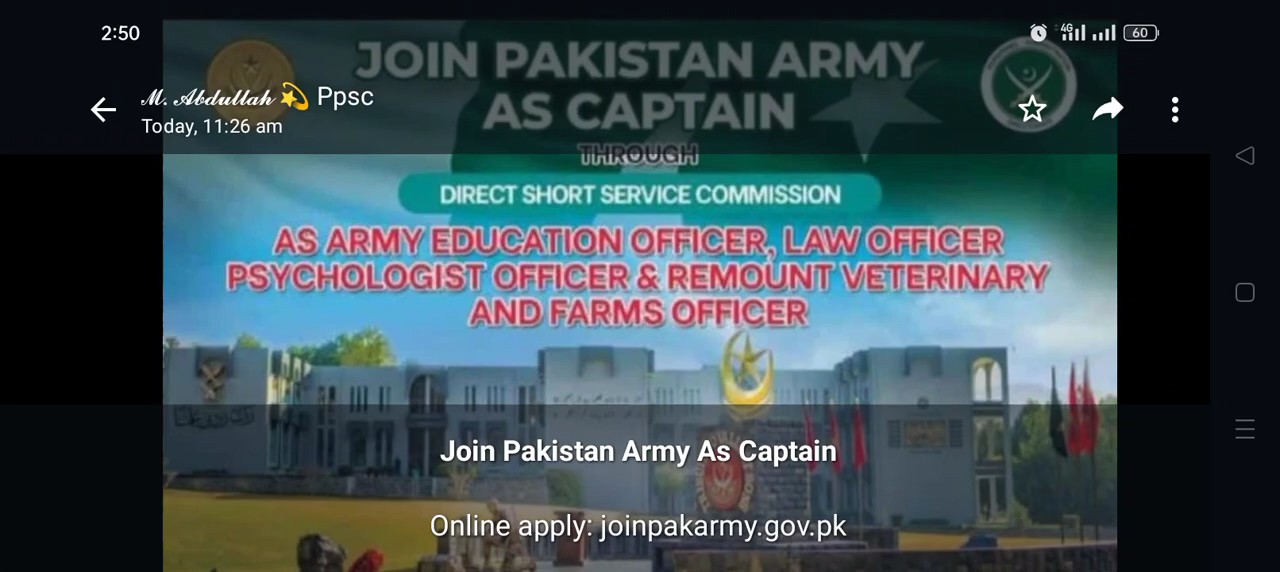 2:50
4G
60
JOIN PAKISTAN ARMY
AS CAPTAIN
M. Abdullah 💫 Ppsc
Today, 11:26 am
THROUGH
DIRECT SHORT SERVICE COMMISSION
AS ARMY EDUCATION OFFICER, LAW OFFICER
PSYCHOLOGIST OFFICER & REMOUNT VETERINARY
AND FARMS OFFICER
Join Pakistan Army As Captain
Online apply: joinpakarmy.gov.pk